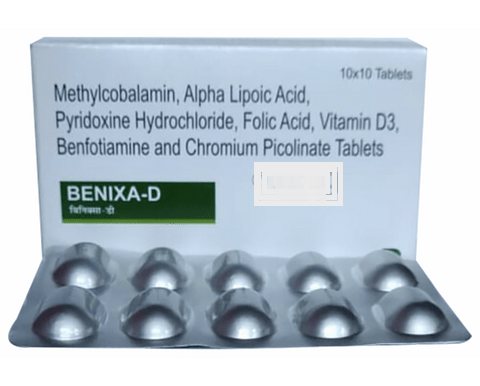 10x10 Tablets
Methylcobalamin, Alpha Lipoic Acid,
Pyridoxine Hydrochloride, Folic Acid, Vitamin D3,
Benfotiamine and Chromium Picolinate Tablets
BENIXA-D
बिनिक्सा-डी